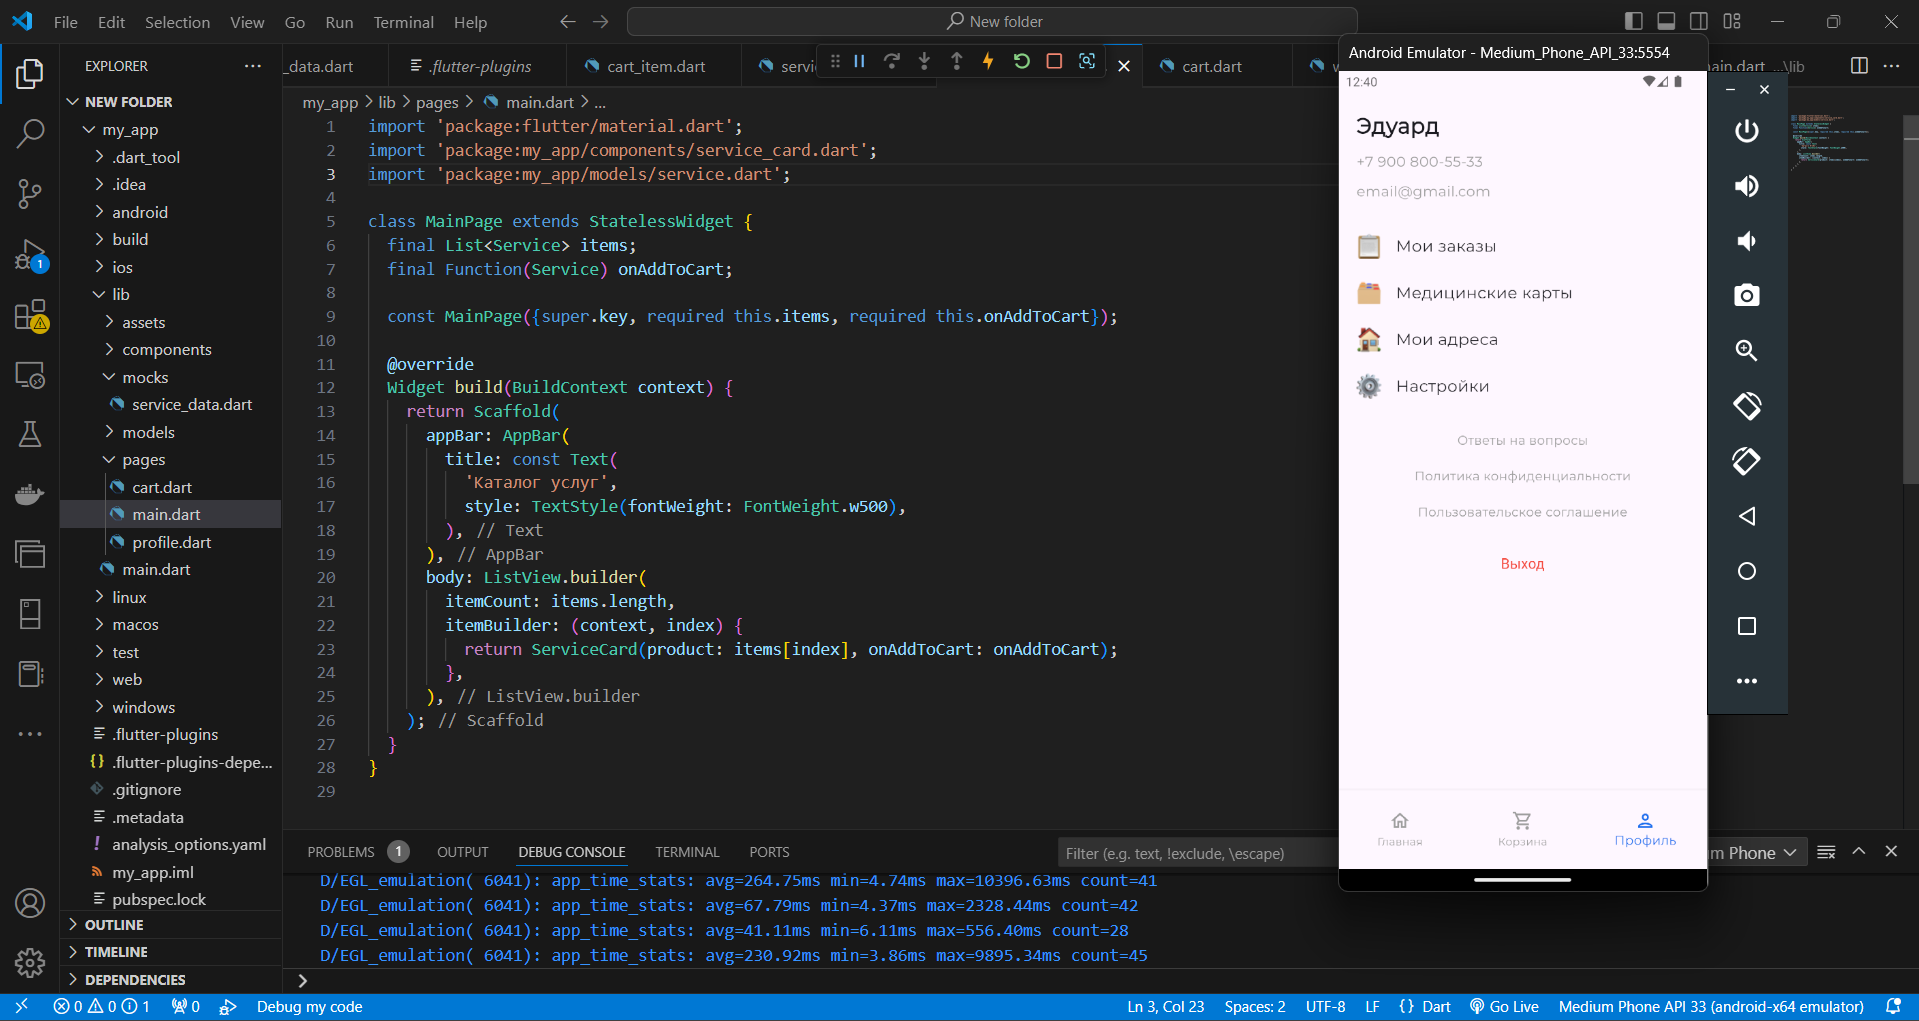 File Edit Selection View Go Run Terminal Help
New folder
EXPLORER
_data.dart
.flutter-plugins
cart_item.dart
servi
cart.dart
main.dart ...\lib
NEW FOLDER
my_app
.dart_tool
.idea
android
build
ios
lib
assets
components
mocks
service_data.dart
models
pages
cart.dart
main.dart
profile.dart
main.dart
linux
macos
test
web
windows
.flutter-plugins
.flutter-plugins-depe...
.gitignore
.metadata
analysis_options.yaml
my_app.iml
pubspec.lock
OUTLINE
TIMELINE
DEPENDENCIES
1
my_app > lib > pages > main.dart > ...
1 import 'package:flutter/material.dart';
2 import 'package:my_app/components/service_card.dart';
3 import 'package:my_app/models/service.dart';
4
5 class MainPage extends StatelessWidget {
6 final List<Service> items;
7 final Function(Service) onAddToCart;
8
9 const MainPage({super.key, required this.items, required this.onAddToCart});
10
11 @override
12 Widget build(BuildContext context) {
13 return Scaffold(
14 appBar: AppBar(
15 title: const Text(
16 'Каталог услуг',
17 style: TextStyle(fontWeight: FontWeight.w500),
18 ), // Text
19 ), // AppBar
20 body: ListView.builder(
21 itemCount: items.length,
22 itemBuilder: (context, index) {
23 return ServiceCard(product: items[index], onAddToCart: onAddToCart);
24 },
25 ), // ListView.builder
26 ); // Scaffold
27 }
28 }
29
PROBLEMS 1 OUTPUT DEBUG CONSOLE TERMINAL PORTS
Filter (e.g. text, !exclude, \escape)
m Phone
D/EGL_emulation( 6041): app_time_stats: avg=264.75ms min=4.74ms max=10396.63ms count=41
D/EGL_emulation( 6041): app_time_stats: avg=67.79ms min=4.37ms max=2328.44ms count=42
D/EGL_emulation( 6041): app_time_stats: avg=41.11ms min=6.11ms max=556.40ms count=28
D/EGL_emulation( 6041): app_time_stats: avg=230.92ms min=3.86ms max=9895.34ms count=45
Android Emulator - Medium_Phone_API_33:5554
12:40
Эдуард
+7 900 800-55-33
email@gmail.com
Мои заказы
Медицинские карты
Мои адреса
Настройки
Ответы на вопросы
Политика конфиденциальности
Пользовательское соглашение
Выход
Главная Корзина Профиль
0 0 1 0 Debug my code
Ln 3, Col 23 Spaces: 2 UTF-8 LF {} Dart Go Live Medium Phone API 33 (android-x64 emulator)